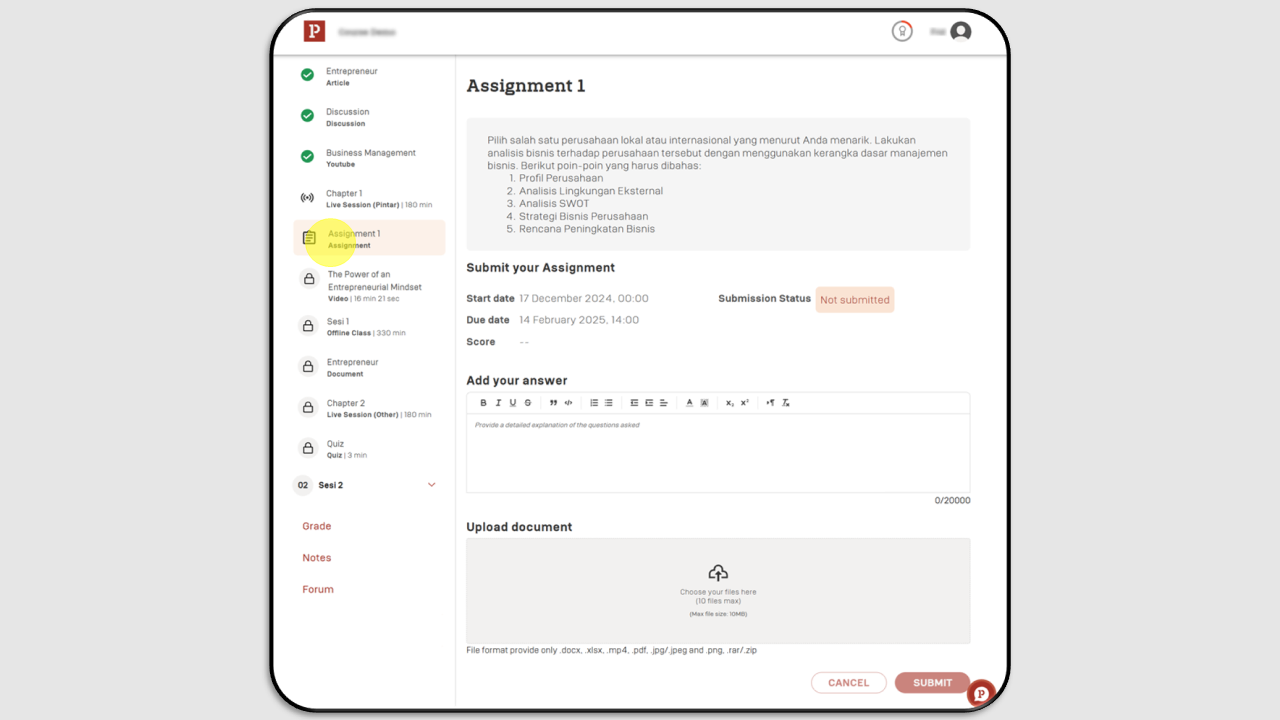 P
Entrepreneur
Article
Discussion
Discussion
Business Management
Youtube
Chapter 1
Live Session (Pintar) | 180 min
Assignment 1
Assignment
The Power of an
Entrepreneurial Mindset
Video | 16 min 21 sec
Sesi 1
Offline Class | 330 min
Entrepreneur
Document
Chapter 2
Live Session (Other) | 180 min
Quiz
Quiz | 3 min
02 Sesi 2
Grade
Notes
Forum
Assignment 1
Pilih salah satu perusahaan lokal atau internasional yang menurut Anda menarik. Lakukan
analisis bisnis terhadap perusahaan tersebut dengan menggunakan kerangka dasar manajemen
bisnis. Berikut poin-poin yang harus dibahas:
1. Profil Perusahaan
2. Analisis Lingkungan Eksternal
3. Analisis SWOT
4. Strategi Bisnis Perusahaan
5. Rencana Peningkatan Bisnis
Submit your Assignment
Start date 17 December 2024, 00:00
Submission Status Not submitted
Due date 14 February 2025, 14:00
Score --
Add your answer
Provide a detailed explanation of the questions asked
0/20000
Upload document
Choose your files here
(10 files max)
(Max file size: 10MB)
File format provide only .docx, .xlsx, .mp4, .pdf, .jpg/.jpeg and .png, .rar/.zip
CANCEL
SUBMIT
P